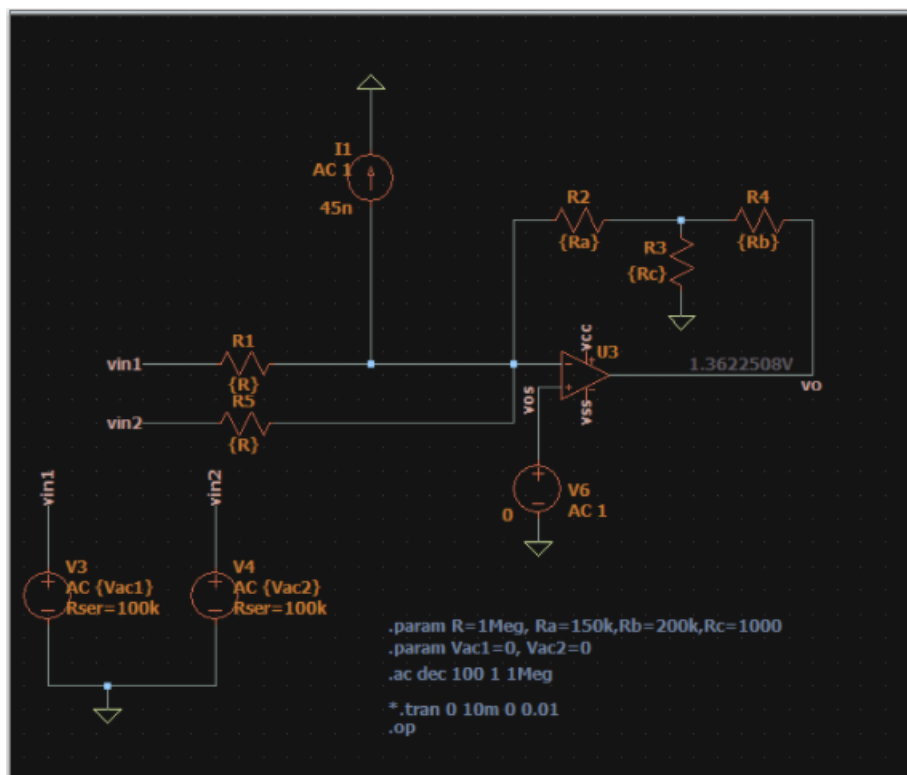 I1
AC 1
45n
R2
{Ra}
R4
{Rb}
R3
{Rc}
vin1
R1
{R}
vin2
R5
{R}
vcc
U3
vss
vos
1.3622508V
vo
V6
0
AC 1
vin1
vin2
V3
AC {Vac1}
Rser=100k
V4
AC {Vac2}
Rser=100k
.param R=1Meg, Ra=150k,Rb=200k,Rc=1000
.param Vac1=0, Vac2=0
.ac dec 100 1 1Meg
*.tran 0 10m 0 0.01
.op